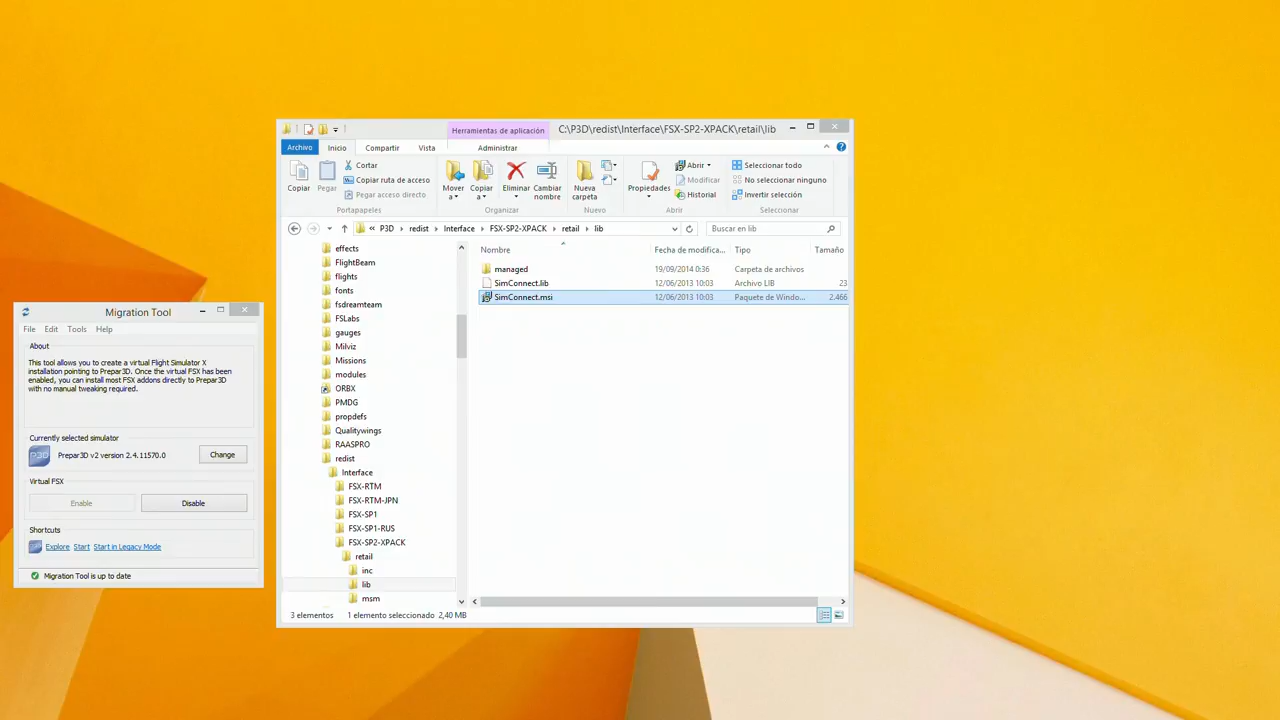 Herramientas de aplicación
C:\P3D\redist\Interface\FSX-SP2-XPACK\retail\lib
Archivo
Inicio
Compartir
Vista
Administrar
Copiar
Pegar
Cortar
Copiar ruta de acceso
Pegar acceso directo
Portapapeles
Mover a
Copiar a
Eliminar
Cambiar nombre
Organizar
Nueva carpeta
Nuevo
Propiedades
Abrir
Modificar
Historial
Abrir
Seleccionar todo
No seleccionar ninguno
Invertir selección
Seleccionar
« P3D
redist
Interface
FSX-SP2-XPACK
retail
lib
Buscar en lib
effects
FlightBeam
flights
fonts
fsdreamteam
FSLabs
gauges
Milviz
Missions
modules
ORBX
PMDG
propdefs
Qualitywings
RAASPRO
redist
Interface
FSX-RTM
FSX-RTM-JPN
FSX-SP1
FSX-SP1-RUS
FSX-SP2-XPACK
retail
inc
lib
msm
Nombre Fecha de modifica... Tipo Tamaño
managed 19/09/2014 0:36 Carpeta de archivos
SimConnect.lib 12/06/2013 10:03 Archivo LIB 23
SimConnect.msi 12/06/2013 10:03 Paquete de Windo... 2.466
3 elementos 1 elemento seleccionado 2,40 MB
Migration Tool
File Edit Tools Help
About
This tool allows you to create a virtual Flight Simulator X
installation pointing to Prepar3D. Once the virtual FSX has been
enabled, you can install most FSX addons directly to Prepar3D
with no manual tweaking required.
Currently selected simulator
P3D
Prepar3D v2 version 2.4.11570.0
Change
Virtual FSX
Enable
Disable
Shortcuts
Explore Start Start in Legacy Mode
Migration Tool is up to date